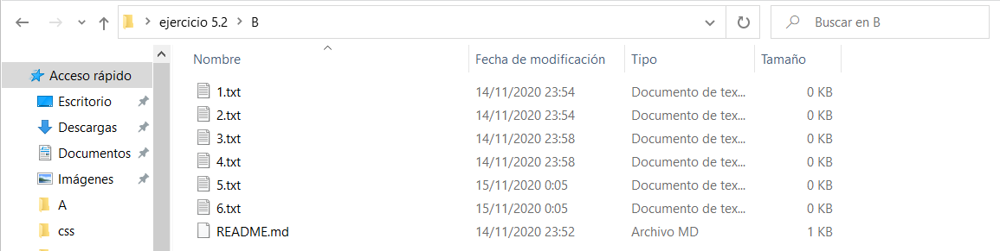 ejercicio 5.2 B Buscar en B
Nombre Fecha de modificación Tipo Tamaño
Acceso rápido
Escritorio
Descargas
Documentos
Imágenes
A
css
1.txt 14/11/2020 23:54 Documento de tex... 0 KB
2.txt 14/11/2020 23:54 Documento de tex... 0 KB
3.txt 14/11/2020 23:58 Documento de tex... 0 KB
4.txt 14/11/2020 23:58 Documento de tex... 0 KB
5.txt 15/11/2020 0:05 Documento de tex... 0 KB
6.txt 15/11/2020 0:05 Documento de tex... 0 KB
README.md 14/11/2020 23:52 Archivo MD 1 KB